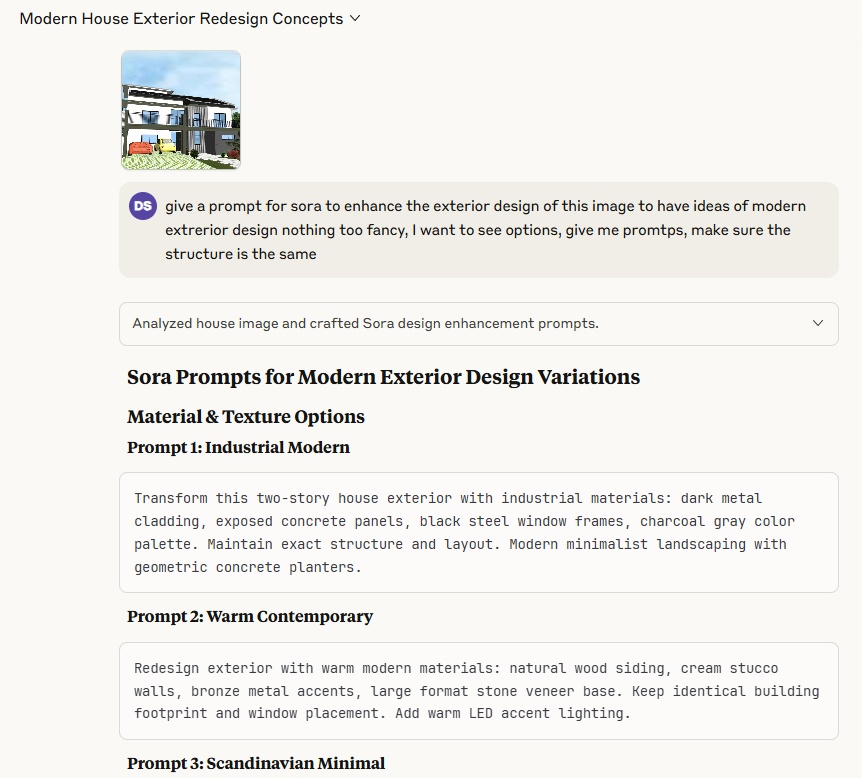 Modern House Exterior Redesign Concepts
DS
give a prompt for sora to enhance the exterior design of this image to have ideas of modern
extrerior design nothing too fancy, I want to see options, give me promtps, make sure the
structure is the same
Analyzed house image and crafted Sora design enhancement prompts.
Sora Prompts for Modern Exterior Design Variations
Material & Texture Options
Prompt 1: Industrial Modern
Transform this two-story house exterior with industrial materials: dark metal
cladding, exposed concrete panels, black steel window frames, charcoal gray color
palette. Maintain exact structure and layout. Modern minimalist landscaping with
geometric concrete planters.
Prompt 2: Warm Contemporary
Redesign exterior with warm modern materials: natural wood siding, cream stucco
walls, bronze metal accents, large format stone veneer base. Keep identical building
footprint and window placement. Add warm LED accent lighting.
Prompt 3: Scandinavian Minimal